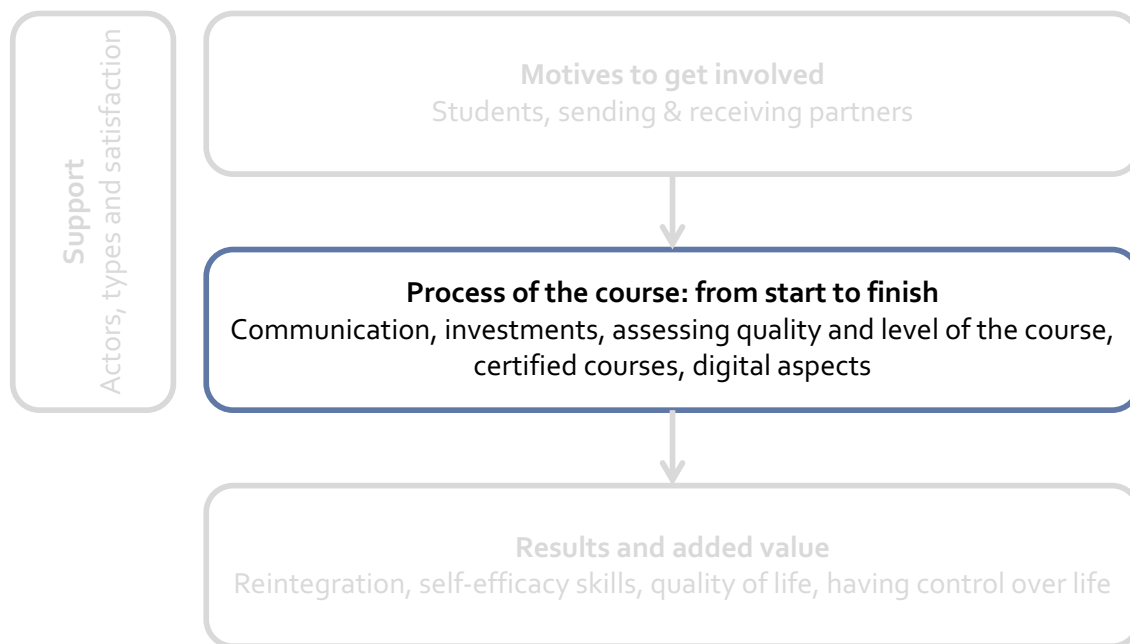 Support
Actors, types and satisfaction
Motives to get involved
Students, sending & receiving partners
Process of the course: from start to finish
Communication, investments, assessing quality and level of the course,
certified courses, digital aspects
Results and added value
Reintegration, self-efficacy skills, quality of life, having control over life